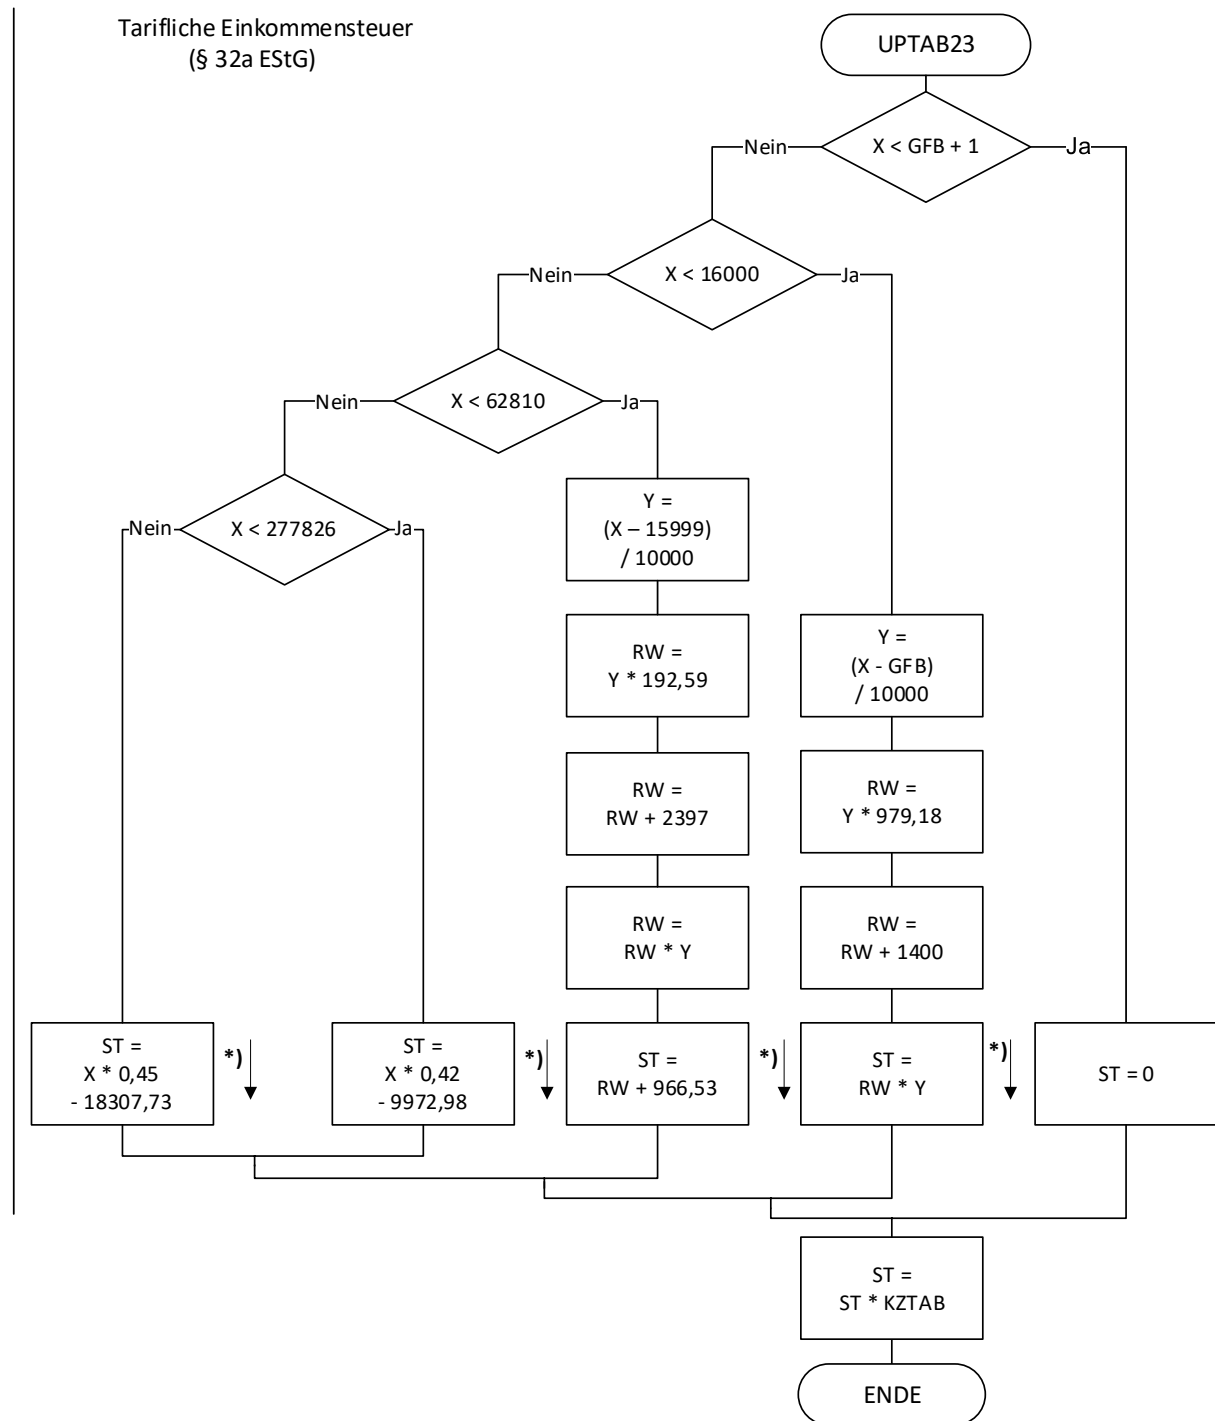 Tarifliche Einkommensteuer
(§ 32a EStG)
UPTAB23
X < GFB + 1
Nein
Ja
X < 16000
Nein
Ja
X < 62810
Nein
Ja
X < 277826
Nein
Ja
Y =
(X – 15999)
/ 10000
RW =
Y * 192,59
RW =
RW + 2397
RW =
RW * Y
Y =
(X - GFB)
/ 10000
RW =
Y * 979,18
RW =
RW + 1400
ST =
X * 0,45
- 18307,73
*)
ST =
X * 0,42
- 9972,98
*)
ST =
RW + 966,53
*)
ST =
RW * Y
*)
ST = 0
ST =
ST * KZTAB
ENDE